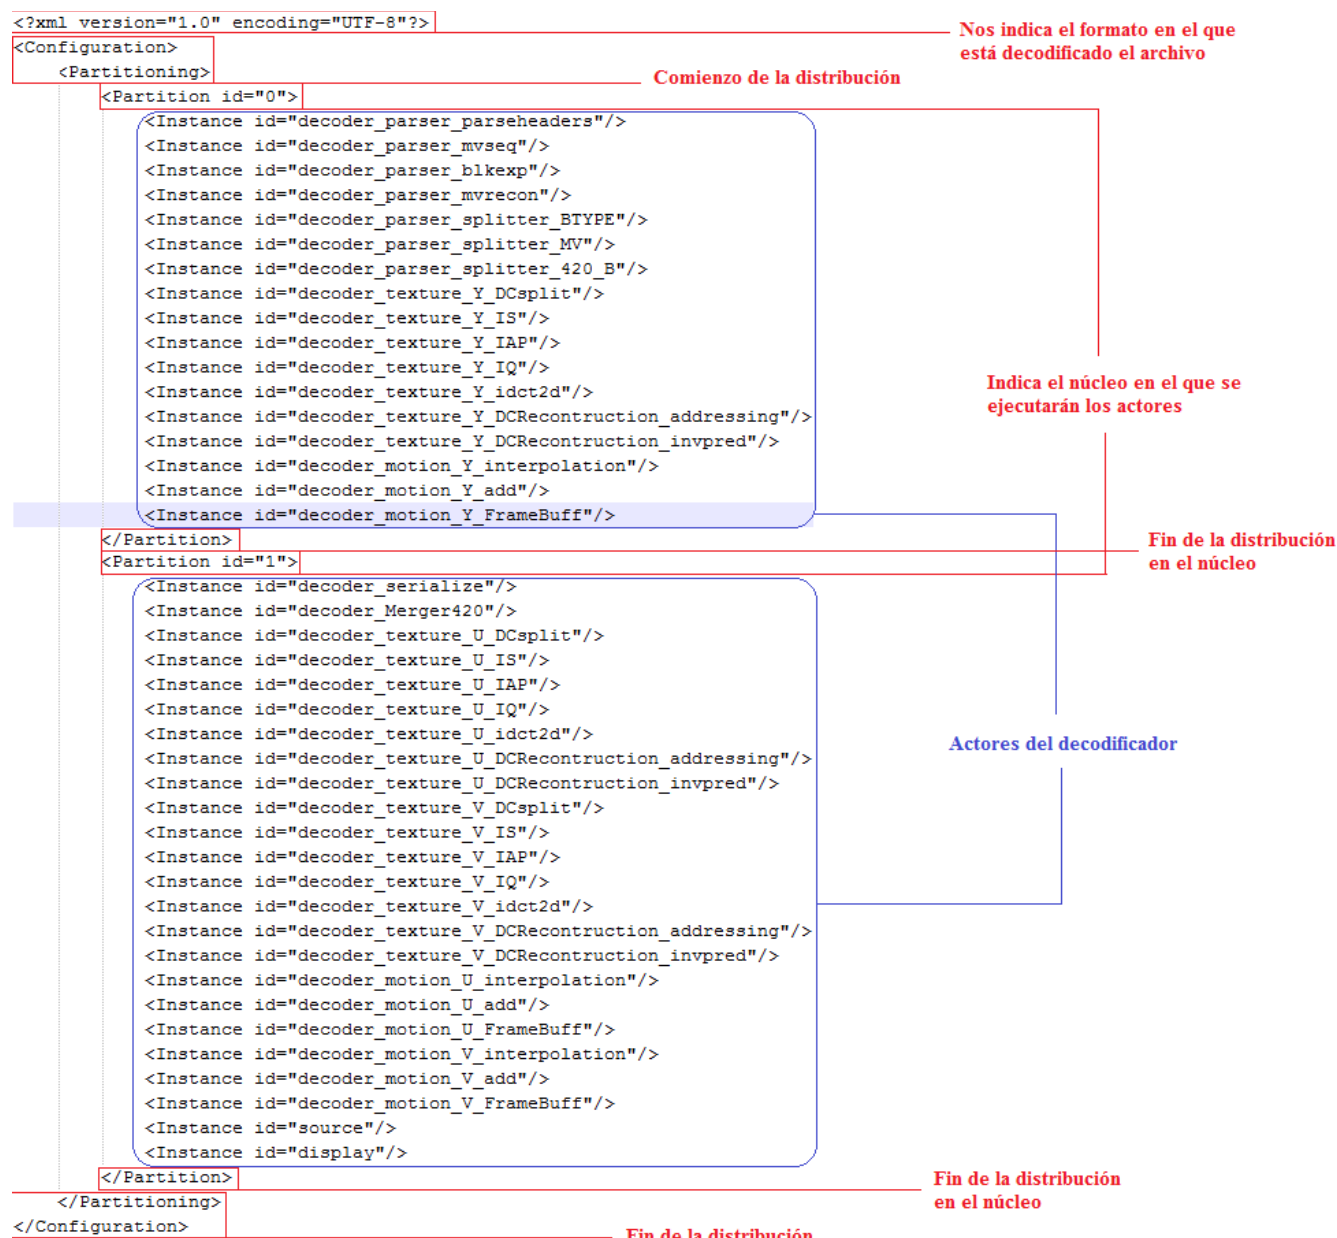 <?xml version="1.0" encoding="UTF-8"?>
Nos indica el formato en el que
está decodificado el archivo
<Configuration>
<Partitioning>
Comienzo de la distribución
<Partition id="0">
<Instance id="decoder_parser_parseheaders"/>
<Instance id="decoder_parser_mvseq"/>
<Instance id="decoder_parser_blkexp"/>
<Instance id="decoder_parser_mvrecon"/>
<Instance id="decoder_parser_splitter_BTYPE"/>
<Instance id="decoder_parser_splitter_MV"/>
<Instance id="decoder_parser_splitter_420_B"/>
<Instance id="decoder_texture_Y_DCsplit"/>
<Instance id="decoder_texture_Y_IS"/>
<Instance id="decoder_texture_Y_IAP"/>
<Instance id="decoder_texture_Y_IQ"/>
<Instance id="decoder_texture_Y_idct2d"/>
<Instance id="decoder_texture_Y_DCRecontruction_addressing"/>
<Instance id="decoder_texture_Y_DCRecontruction_invpred"/>
<Instance id="decoder_motion_Y_interpolation"/>
<Instance id="decoder_motion_Y_add"/>
<Instance id="decoder_motion_Y_FrameBuff"/>
Indica el núcleo en el que se
ejecutarán los actores
</Partition>
Fin de la distribución
en el núcleo
<Partition id="1">
<Instance id="decoder_serialize"/>
<Instance id="decoder_Merger420"/>
<Instance id="decoder_texture_U_DCsplit"/>
<Instance id="decoder_texture_U_IS"/>
<Instance id="decoder_texture_U_IAP"/>
<Instance id="decoder_texture_U_IQ"/>
<Instance id="decoder_texture_U_idct2d"/>
<Instance id="decoder_texture_U_DCRecontruction_addressing"/>
<Instance id="decoder_texture_U_DCRecontruction_invpred"/>
<Instance id="decoder_texture_V_DCsplit"/>
<Instance id="decoder_texture_V_IS"/>
<Instance id="decoder_texture_V_IAP"/>
<Instance id="decoder_texture_V_IQ"/>
<Instance id="decoder_texture_V_idct2d"/>
<Instance id="decoder_texture_V_DCRecontruction_addressing"/>
<Instance id="decoder_texture_V_DCRecontruction_invpred"/>
<Instance id="decoder_motion_U_interpolation"/>
<Instance id="decoder_motion_U_add"/>
<Instance id="decoder_motion_U_FrameBuff"/>
<Instance id="decoder_motion_V_interpolation"/>
<Instance id="decoder_motion_V_add"/>
<Instance id="decoder_motion_V_FrameBuff"/>
<Instance id="source"/>
<Instance id="display"/>
Actores del decodificador
</Partition>
Fin de la distribución
en el núcleo
</Partitioning>
</Configuration>
Fin de la distribución